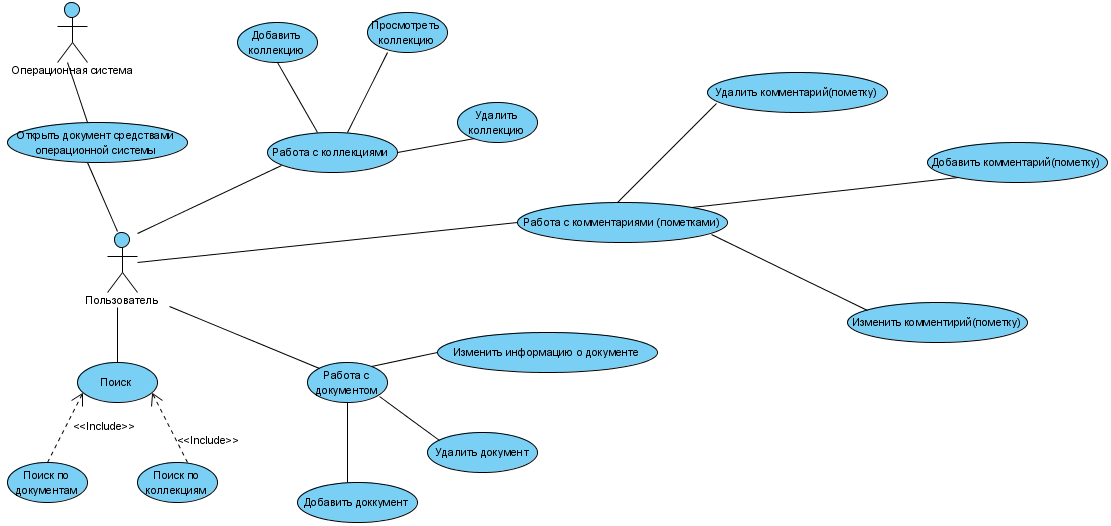 Операционная система
Добавить
коллекцию
Просмотреть
коллекцию
Удалить комментарий(пометку)
Удалить
коллекцию
Открыть документ средствами
операционной системы
Работа с коллекциями
Добавить комментарий(пометку)
Работа с комментариями (пометками)
Пользователь
Изменить комментирий(пометку)
Изменить информацию о документе
Поиск
Работа с
документом
<<Include>>
<<Include>>
Удалить документ
Поиск по
документам
Поиск по
коллекциям
Добавить доккумент